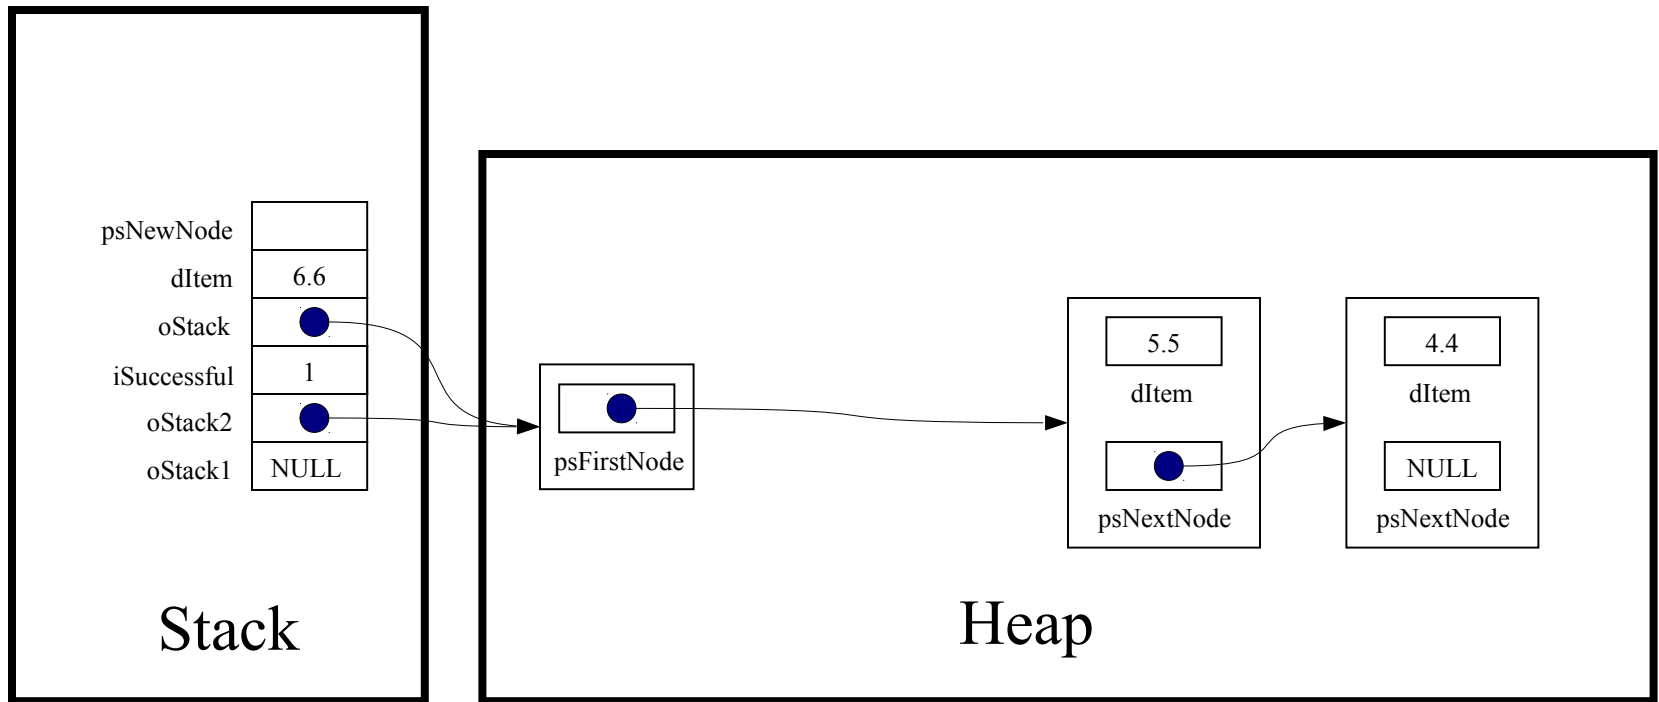 psNewNode
dItem 6.6
oStack
iSuccessful 1
oStack2
oStack1 NULL
Stack
psFirstNode
5.5
dItem
psNextNode
4.4
dItem
NULL
psNextNode
Heap